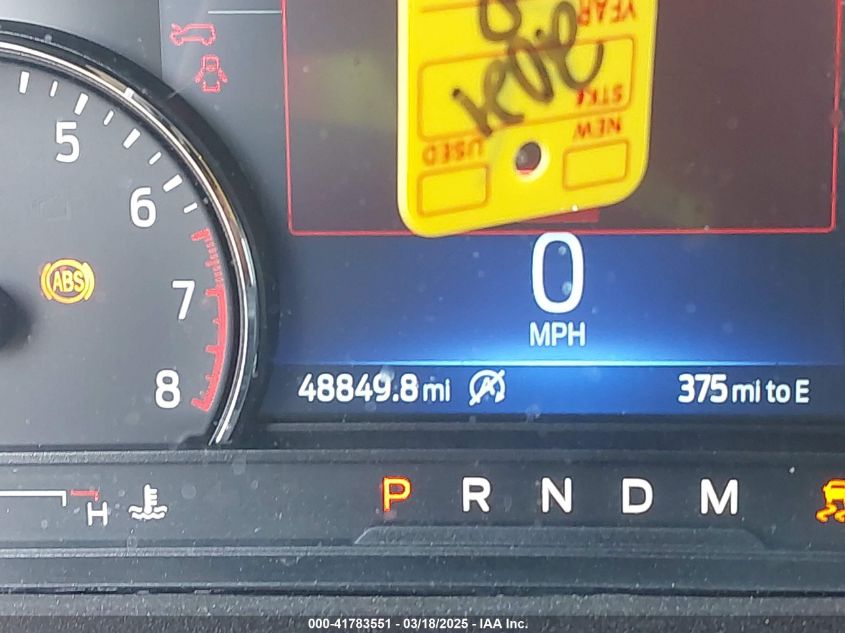 YEAR
STK#
NEW
USED
5
6
7
8
ABS
0
MPH
48849.8 mi
A
375 mi to E
H
P R N D M
000-41783551 - 03/18/2025 - IAA Inc.